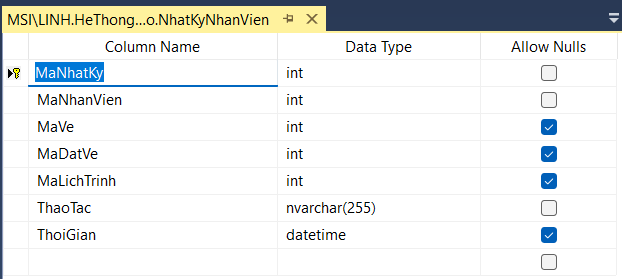 MSI\LINH.HeThong...o.NhatKyNhanVien
Column Name Data Type Allow Nulls
MaNhatKy int
MaNhanVien int
MaVe int
MaDatVe int
MaLichTrinh int
ThaoTac nvarchar(255)
ThoiGian datetime